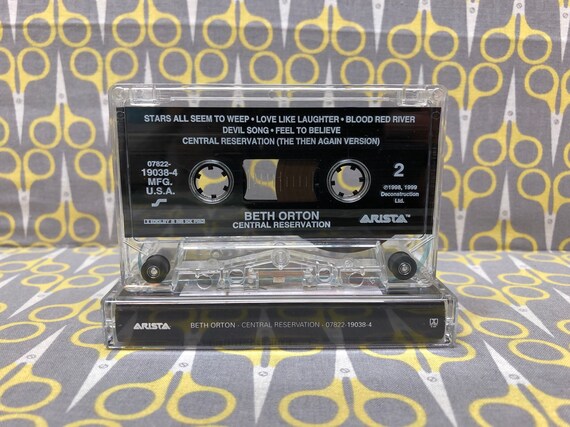 STARS ALL SEEM TO WEEP • LOVE LIKE LAUGHTER • BLOOD RED RIVER
DEVIL SONG • FEEL TO BELIEVE
CENTRAL RESERVATION (THE THEN AGAIN VERSION)
07822-
19038-4
MFG.
U.S.A.
2
©1998, 1999
Deconstruction
Ltd.
BETH ORTON
CENTRAL RESERVATION
ARISTA™
ARISTA BETH ORTON · CENTRAL RESERVATION · 07822-19038-4